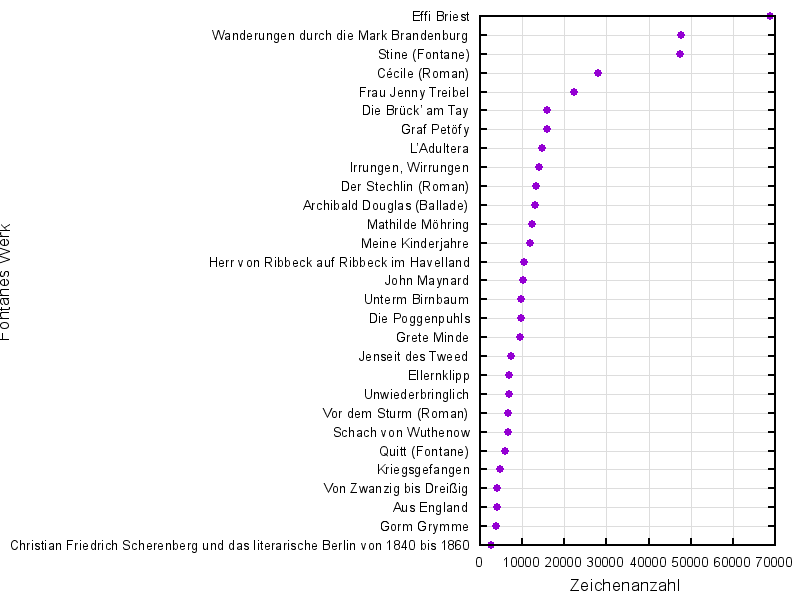 Effi Briest
Wanderungen durch die Mark Brandenburg
Stine (Fontane)
Cécile (Roman)
Frau Jenny Treibel
Die Brück' am Tay
Graf Petöfy
L'Adultera
Irrungen, Wirrungen
Der Stechlin (Roman)
Archibald Douglas (Ballade)
Mathilde Möhring
Meine Kinderjahre
Herr von Ribbeck auf Ribbeck im Havelland
John Maynard
Unterm Birnbaum
Die Poggenpuhls
Grete Minde
Jenseit des Tweed
Ellernklipp
Unwiederbringlich
Vor dem Sturm (Roman)
Schach von Wuthenow
Quitt (Fontane)
Kriegsgefangen
Von Zwanzig bis Dreißig
Aus England
Gorm Grymme
Christian Friedrich Scherenberg und das literarische Berlin von 1840 bis 1860
Fontanes Werk
0 10000 20000 30000 40000 50000 60000 70000
Zeichenanzahl